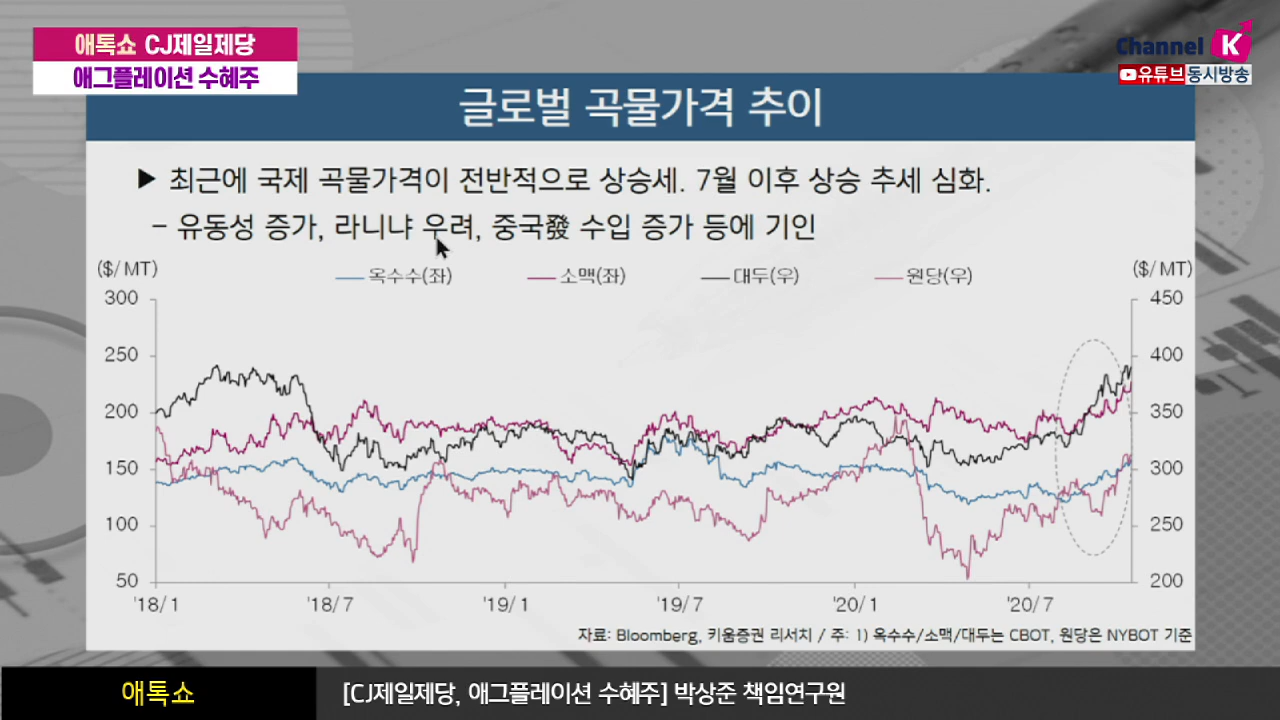 애톡쇼 CJ제일제당
애그플레이션 수혜주
Channel K
유튜브 동시방송
글로벌 곡물가격 추이
▶ 최근에 국제 곡물가격이 전반적으로 상승세. 7월 이후 상승 추세 심화.
– 유동성 증가, 라니냐 우려, 중국發 수입 증가 등에 기인
($/MT)
($/MT)
옥수수(좌) 소맥(좌) 대두(우) 원당(우)
300 450
250 400
200 350
150 300
100 250
50 200
'18/1 '18/7 '19/1 '19/7 '20/1 '20/7
자료: Bloomberg, 키움증권 리서치 / 주: 1) 옥수수/소맥/대두는 CBOT, 원당은 NYBOT 기준
애톡쇼
[CJ제일제당, 애그플레이션 수혜주] 박상준 책임연구원